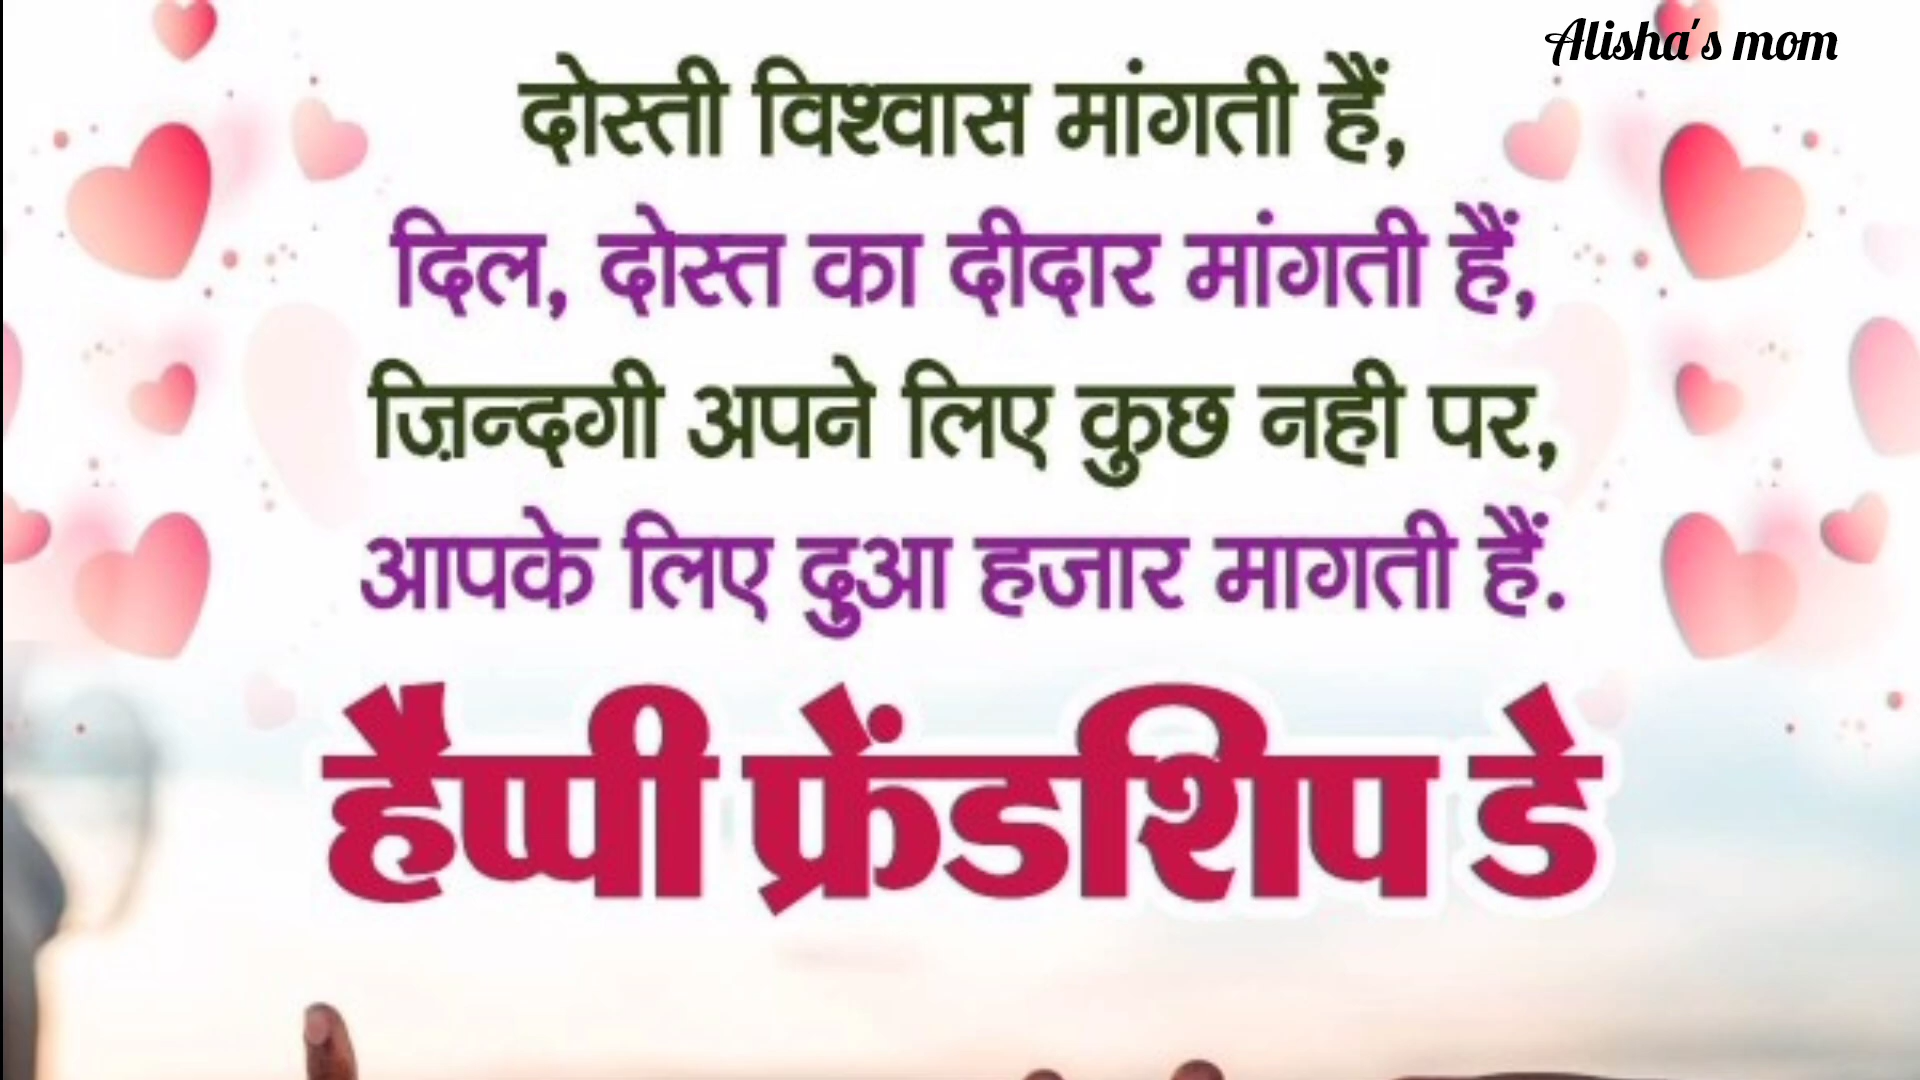 Alisha's mom
दोस्ती विश्वास मांगती हैं,
दिल, दोस्त का दीदार मांगती हैं,
ज़िन्दगी अपने लिए कुछ नही पर,
आपके लिए दुआ हजार मागती हैं.
हैप्पी फ्रेंडशिप डे